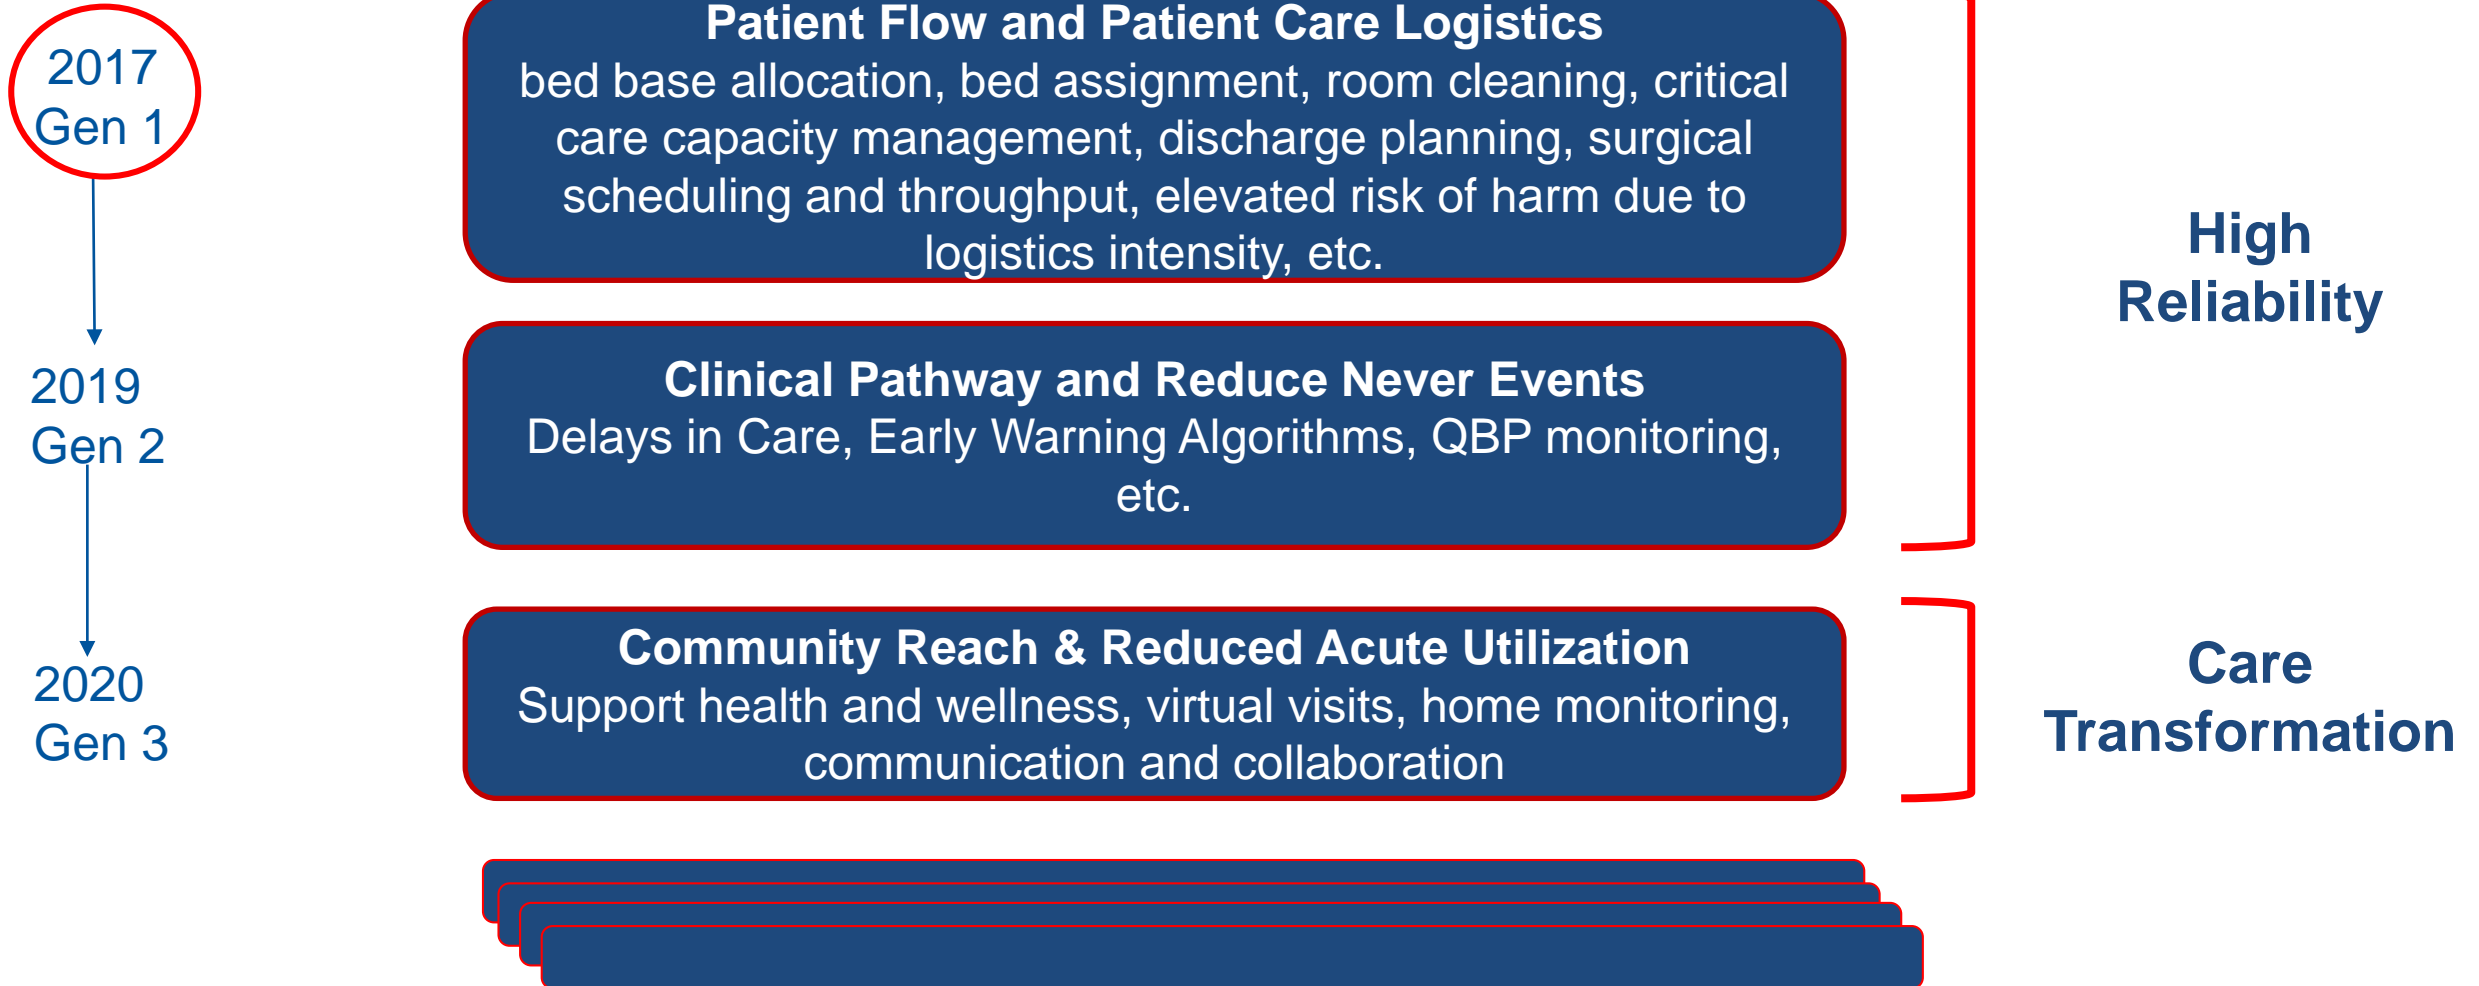 2017
Gen 1
Patient Flow and Patient Care Logistics
bed base allocation, bed assignment, room cleaning, critical
care capacity management, discharge planning, surgical
scheduling and throughput, elevated risk of harm due to
logistics intensity, etc.
High
Reliability
2019
Gen 2
Clinical Pathway and Reduce Never Events
Delays in Care, Early Warning Algorithms, QBP monitoring,
etc.
2020
Gen 3
Community Reach & Reduced Acute Utilization
Support health and wellness, virtual visits, home monitoring,
communication and collaboration
Care
Transformation